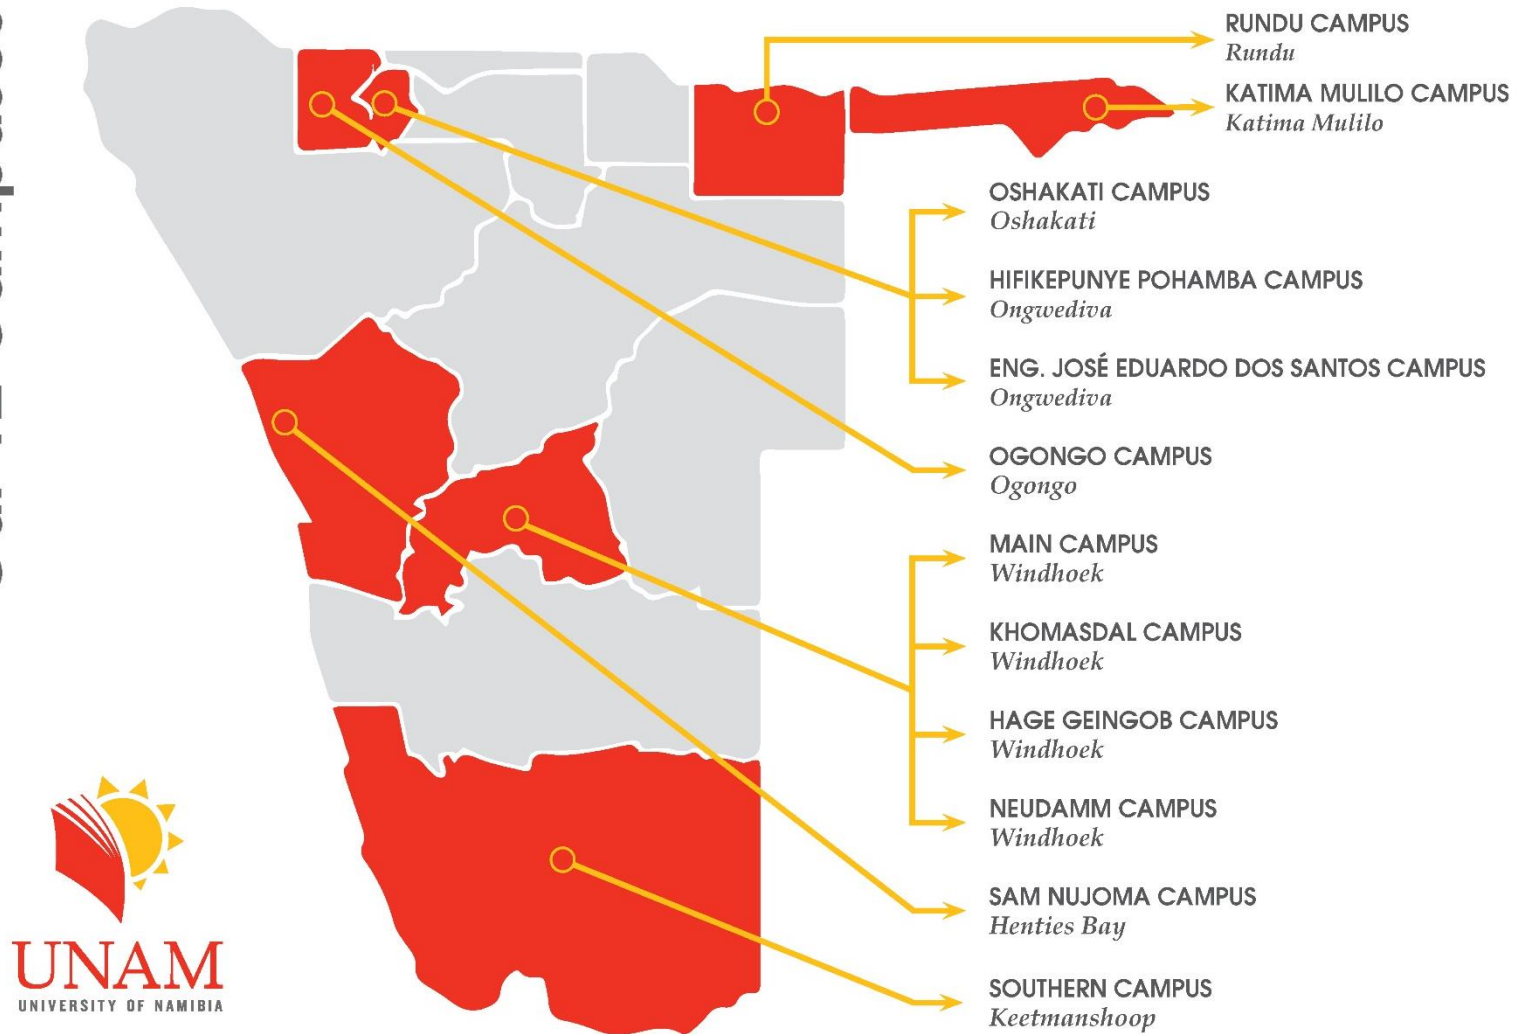 RUNDU CAMPUS
Rundu
KATIMA MULILO CAMPUS
Katima Mulilo
OSHAKATI CAMPUS
Oshakati
HIFIKEPUNYE POHAMBA CAMPUS
Ongwediva
ENG. JOSÉ EDUARDO DOS SANTOS CAMPUS
Ongwediva
OGONGO CAMPUS
Ogongo
MAIN CAMPUS
Windhoek
KHOMASDAL CAMPUS
Windhoek
HAGE GEINGOB CAMPUS
Windhoek
NEUDAMM CAMPUS
Windhoek
SAM NUJOMA CAMPUS
Henties Bay
SOUTHERN CAMPUS
Keetmanshoop
UNAM
UNIVERSITY OF NAMIBIA